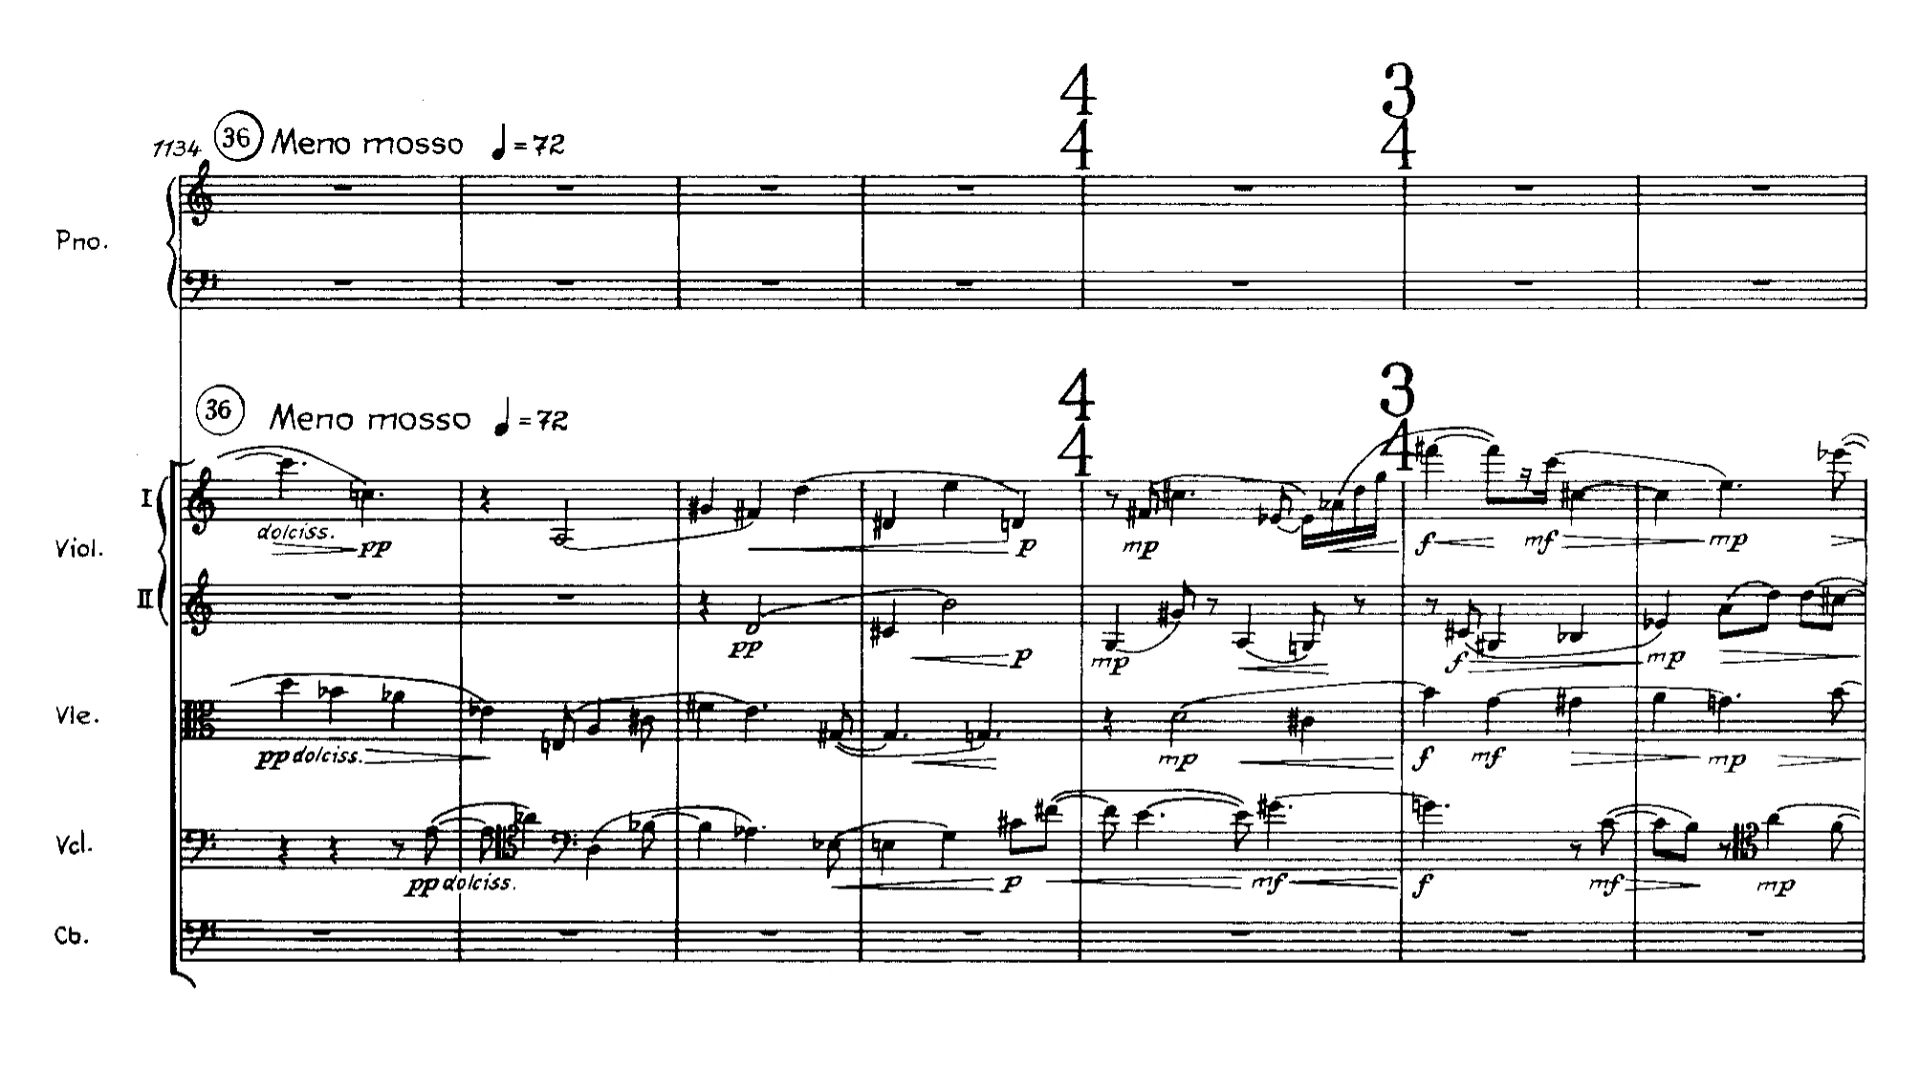 4 3
1134 36 Meno mosso ♩=72 4 4
Pno.
4 3
36 Meno mosso ♩=72 4 4
I
dolciss. pp p mp f mf mp
Viol.
II
pp p mp f mp
Vle.
pp dolciss. mp f mf mp
Vcl.
pp dolciss. p mf f mf mp
Cb.